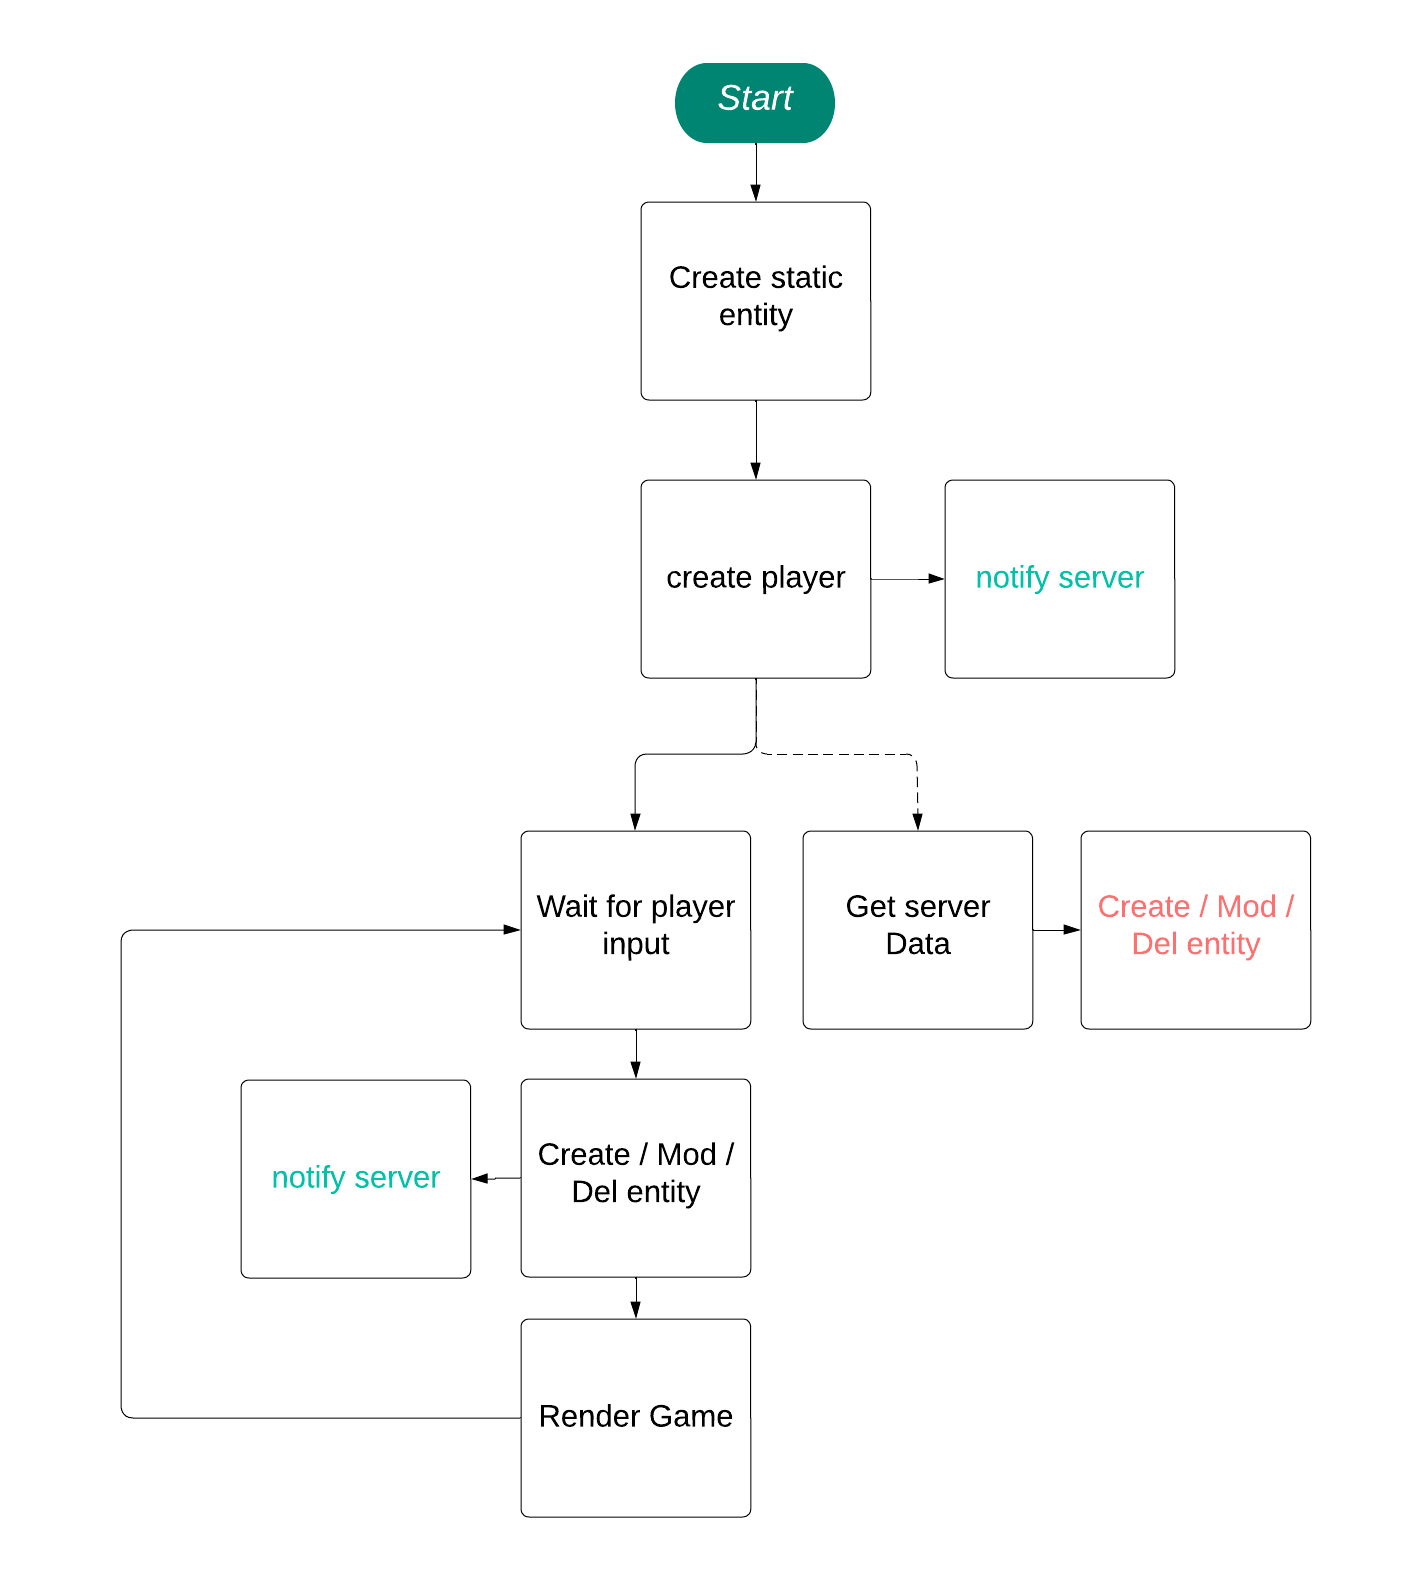 Start
Create static
entity
create player
notify server
Wait for player
input
Get server
Data
Create / Mod /
Del entity
notify server
Create / Mod /
Del entity
Render Game